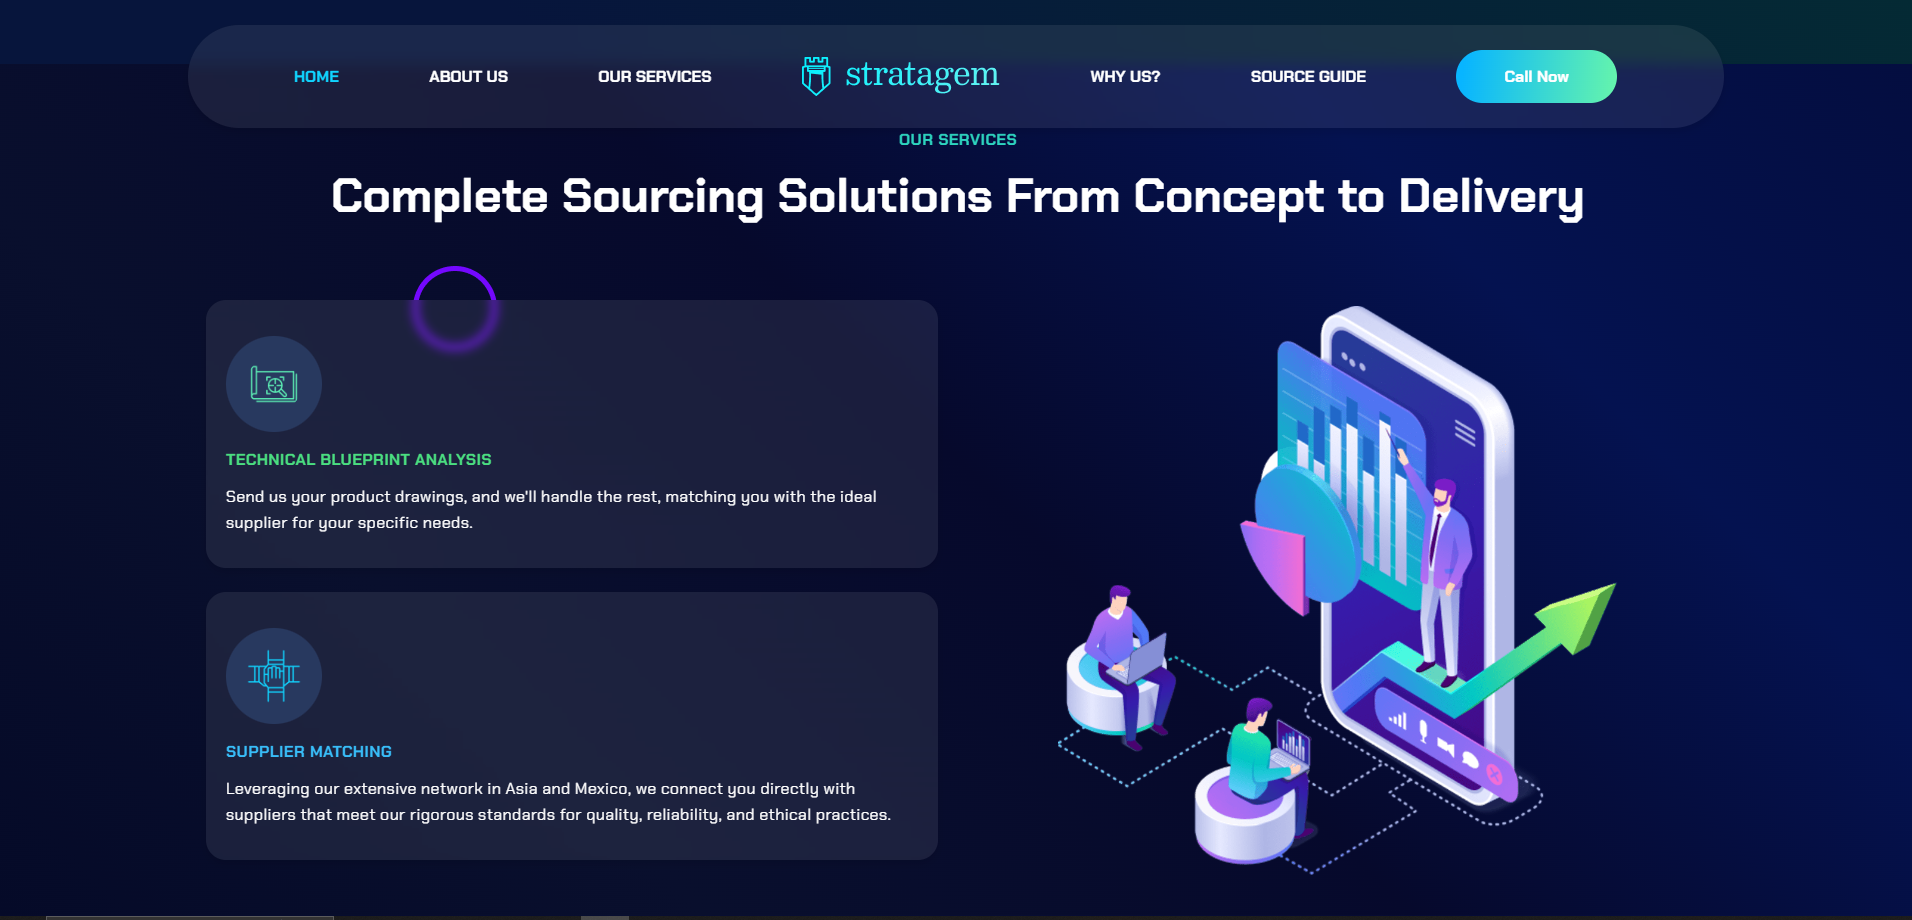 HOME
ABOUT US
OUR SERVICES
stratagem
WHY US?
SOURCE GUIDE
Call Now
OUR SERVICES
Complete Sourcing Solutions From Concept to Delivery
TECHNICAL BLUEPRINT ANALYSIS
Send us your product drawings, and we'll handle the rest, matching you with the ideal
supplier for your specific needs.
SUPPLIER MATCHING
Leveraging our extensive network in Asia and Mexico, we connect you directly with
suppliers that meet our rigorous standards for quality, reliability, and ethical practices.